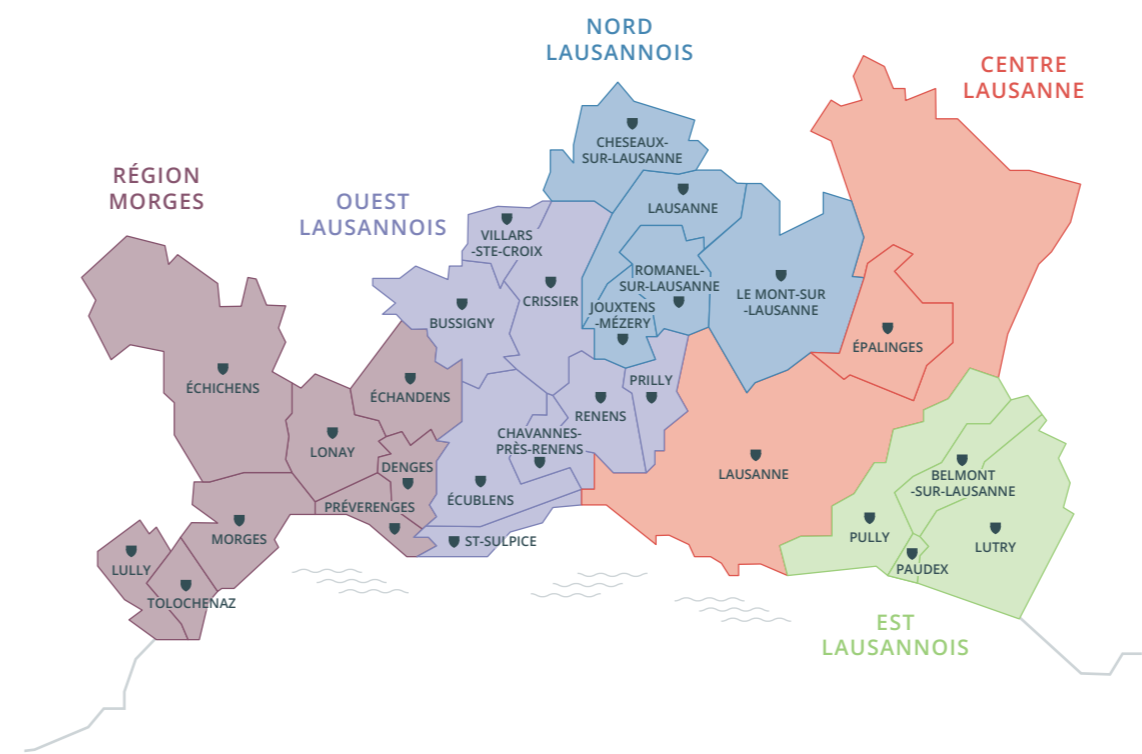 NORD
LAUSANNOIS
CENTRE
LAUSANNE
RÉGION
MORGES
OUEST
LAUSANNOIS
CHESEAUX-
SUR-LAUSANNE
LAUSANNE
VILLARS
-STE-CROIX
ROMANEL-
SUR-LAUSANNE
CRISSIER
LE MONT-SUR
-LAUSANNE
JOUXTENS
-MÉZERY
BUSSIGNY
ÉPALINGES
ÉCHICHENS
ÉCHANDENS
PRILLY
RENENS
CHAVANNES-
PRÈS-RENENS
LONAY
DENGES
LAUSANNE
BELMONT
-SUR-LAUSANNE
ÉCUBLENS
PRÉVERENGES
MORGES
ST-SULPICE
PULLY
LUTRY
LULLY
PAUDEX
TOLOCHENAZ
EST
LAUSANNOIS